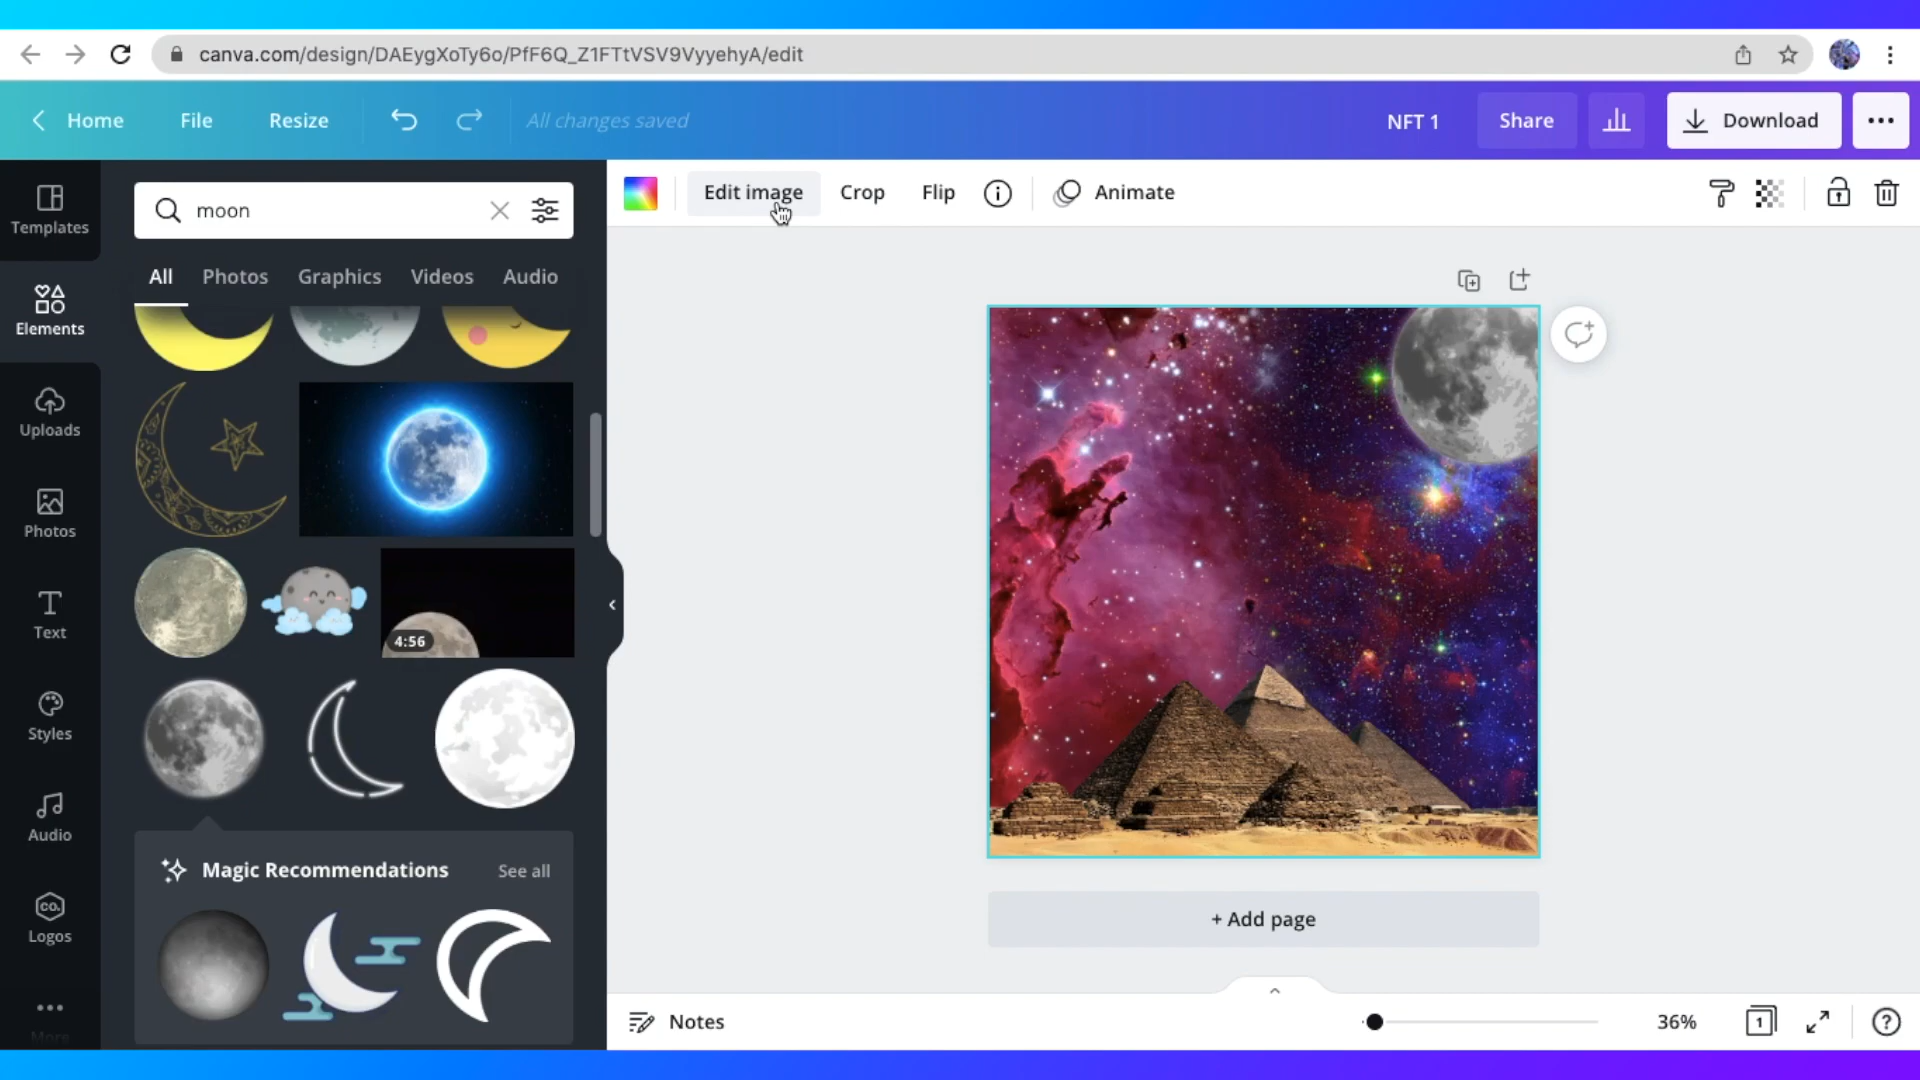 canva.com/design/DAEygXoTy6o/PfF6Q_Z1FTtVSV9VyyehyA/edit
Home File Resize All changes saved NFT 1 Share Download
Templates
Elements
Uploads
Photos
Text
Styles
Audio
Logos
More
moon
All Photos Graphics Videos Audio
4:56
Magic Recommendations See all
Edit image Crop Flip Animate
+ Add page
Notes 36% 1
CO.